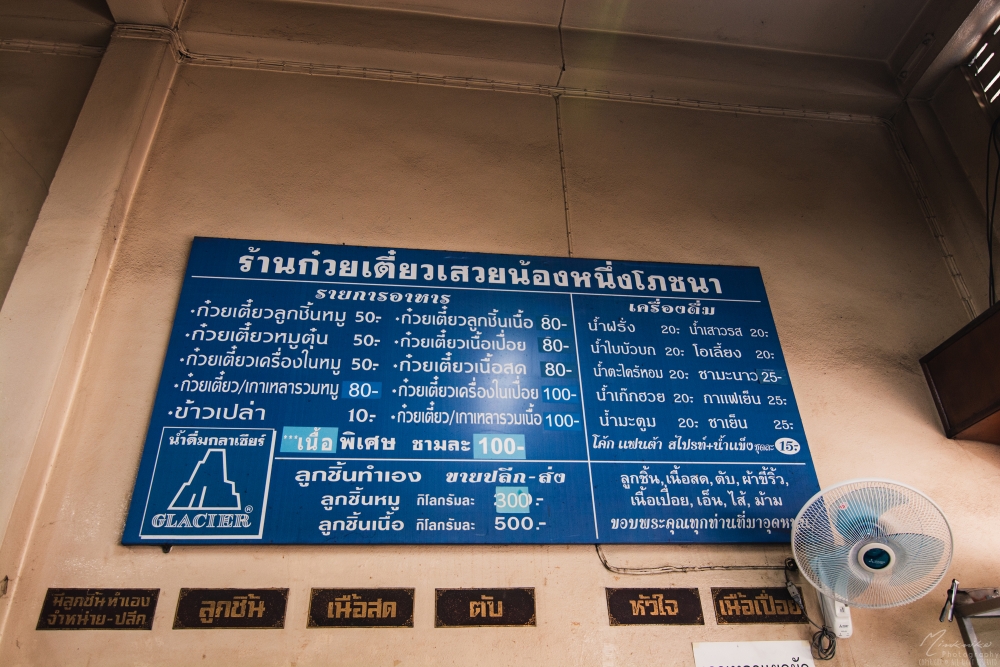 ร้านก๋วยเตี๋ยวเสวยน้องหนึ่งโภชนา
รายการอาหาร
·ก๋วยเตี๋ยวลูกชิ้นหมู 50.-
·ก๋วยเตี๋ยวหมูตุ๋น 50.-
·ก๋วยเตี๋ยวเครื่องในหมู 50.-
·ก๋วยเตี๋ยว/เกาเหลารวมหมู 80-
·ข้าวเปล่า 10.-
·ก๋วยเตี๋ยวลูกชิ้นเนื้อ 80-
·ก๋วยเตี๋ยวเนื้อเปื่อย 80-
·ก๋วยเตี๋ยวเนื้อสด 80-
·ก๋วยเตี๋ยวเครื่องในเปื่อย 100-
·ก๋วยเตี๋ยว/เกาเหลารวมเนื้อ 100-
···เนื้อ พิเศษ ชามละ 100-
เครื่องดื่ม
น้ำฝรั่ง 20.- น้ำเสาวรส 20.-
น้ำใบบัวบก 20.- โอเลี้ยง 20.-
น้ำตะไคร้หอม 20.- ชามะนาว 25-
น้ำเก๊กฮวย 20.- กาแฟเย็น 25.-
น้ำมะตูม 20.- ชาเย็น 25.-
โค้ก แฟนต้า สไปรท์+น้ำแข็ง ชุดละ 15.-
น้ำดื่มกลาเซียร์
GLACIER®
ลูกชิ้นทำเอง ขายปลีก-ส่ง
ลูกชิ้นหมู กิโลกรัมละ 300.-
ลูกชิ้นเนื้อ กิโลกรัมละ 500.-
ลูกชิ้น, เนื้อสด, ตับ, ผ้าขี้ริ้ว,
เนื้อเปื่อย, เอ็น, ไส้, ม้าม
ขอบพระคุณทุกท่านที่มาอุดหนุน
มีลูกชิ้นทำเอง
จำหน่าย-ปลีก
ลูกชิ้น
เนื้อสด
ตับ
หัวใจ
เนื้อเปื่อย